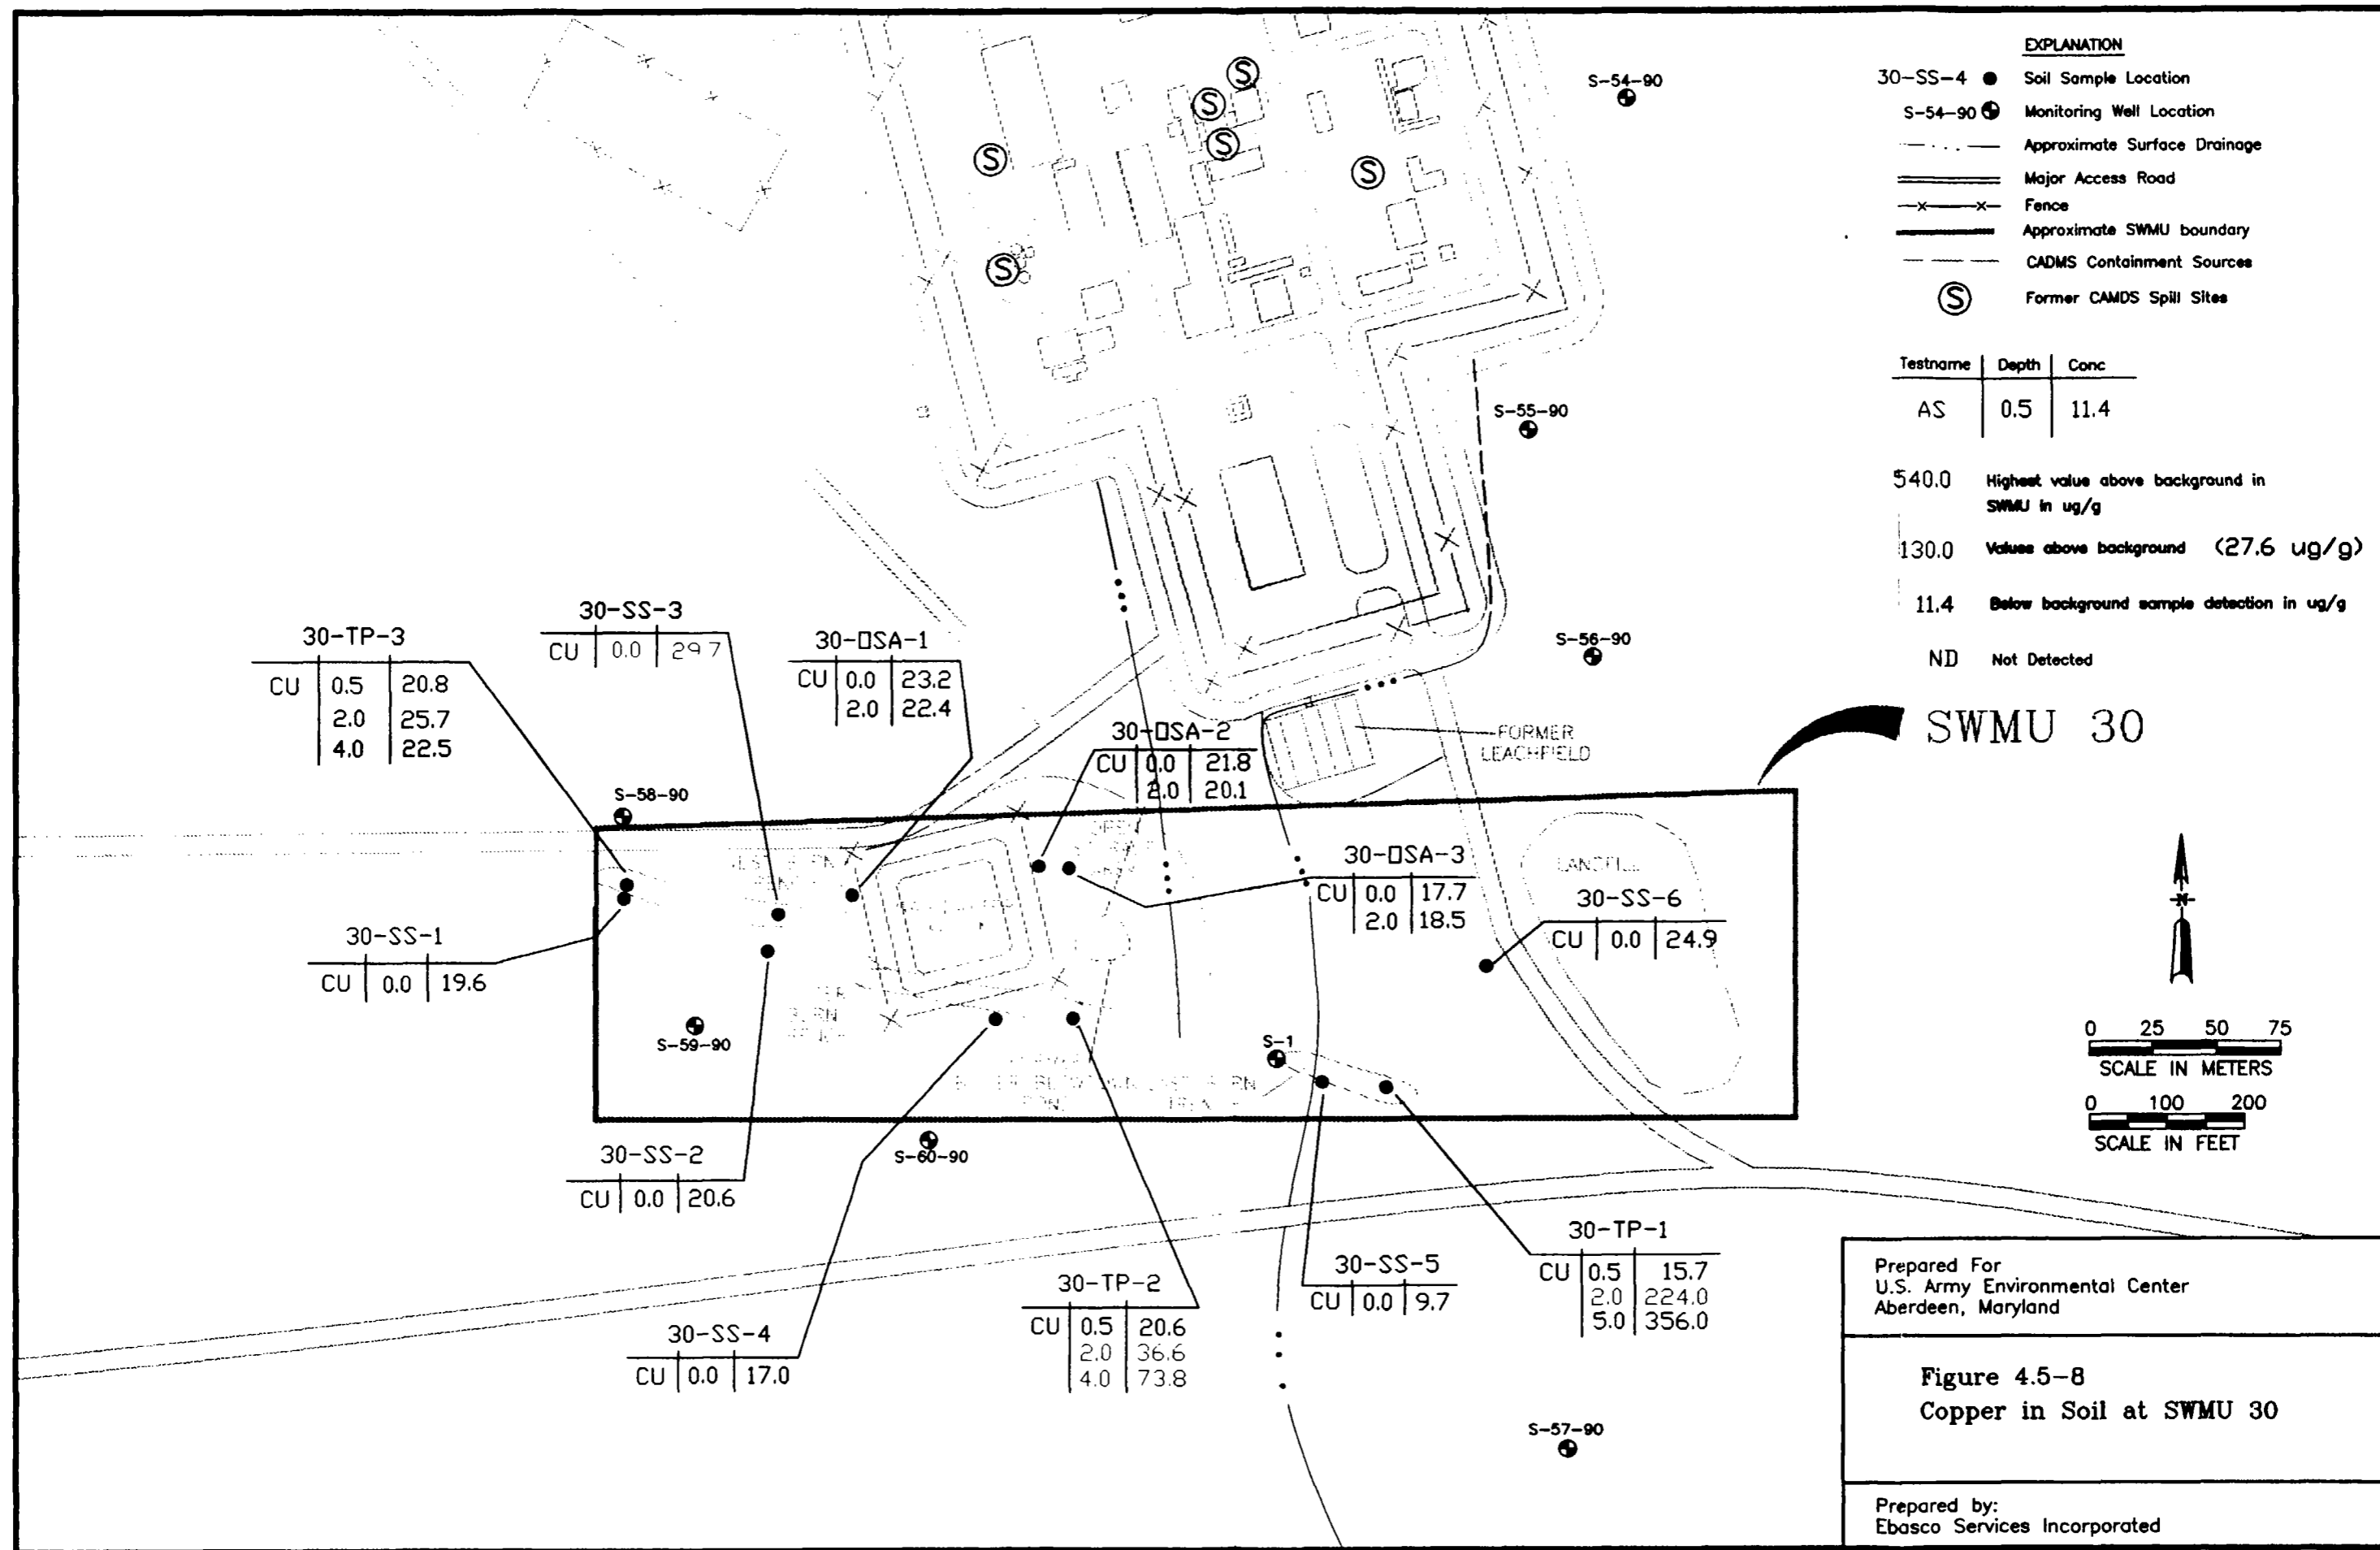 EXPLANATION
30-SS-4 Soil Sample Location
S-54-90 Monitoring Well Location
Approximate Surface Drainage
Major Access Road
Fence
Approximate SWMU boundary
CADMS Containment Sources
S Former CAMDS Spill Sites
Testname Depth Conc
AS 0.5 11.4
540.0 Highest value above background in
SWMU in ug/g
130.0 Values above background (27.6 ug/g)
11.4 Below background sample detection in ug/g
ND Not Detected
SWMU 30
S-54-90
S
S
S
S
S
S
S-55-90
S-56-90
30-TP-3
CU 0.5 20.8
2.0 25.7
4.0 22.5
30-SS-3
CU 0.0 29.7
30-OSA-1
CU 0.0 23.2
2.0 22.4
30-OSA-2
CU 0.0 21.8
2.0 20.1
FORMER
LEACHFIELD
S-58-90
30-OSA-3
CU 0.0 17.7
2.0 18.5
LANDFILL
30-SS-6
CU 0.0 24.9
30-SS-1
CU 0.0 19.6
S-59-90
S-1
N
0 25 50 75
SCALE IN METERS
0 100 200
SCALE IN FEET
30-SS-2
CU 0.0 20.6
S-60-90
30-TP-1
CU 0.5 15.7
2.0 224.0
5.0 356.0
30-SS-5
CU 0.0 9.7
30-TP-2
CU 0.5 20.6
2.0 36.6
4.0 73.8
30-SS-4
CU 0.0 17.0
S-57-90
Prepared For
U.S. Army Environmental Center
Aberdeen, Maryland
Figure 4.5-8
Copper in Soil at SWMU 30
Prepared by:
Ebasco Services Incorporated